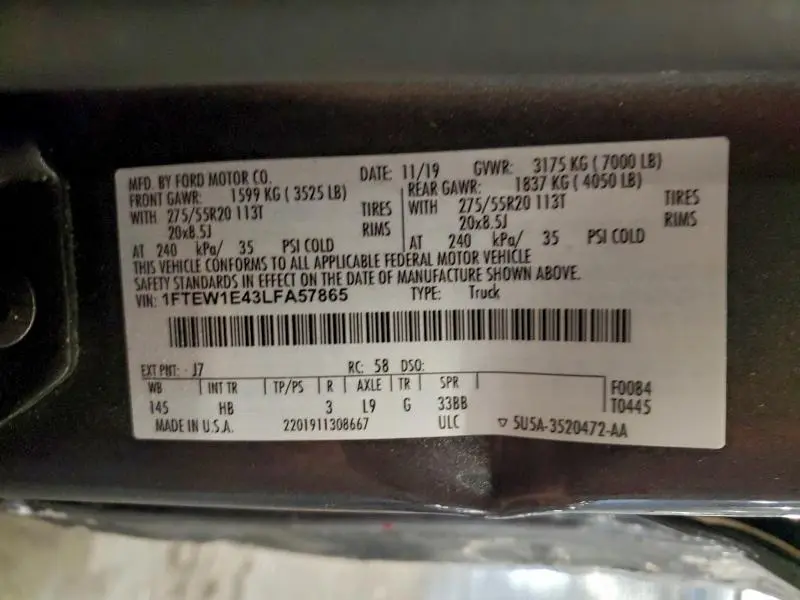 MFD. BY FORD MOTOR CO. DATE: 11/19 GVWR: 3175 KG ( 7000 LB)
FRONT GAWR: 1599 KG ( 3525 LB) REAR GAWR: 1837 KG ( 4050 LB)
WITH 275/55R20 113T TIRES WITH 275/55R20 113T TIRES
20x8.5J RIMS 20x8.5J RIMS
AT 240 kPa/ 35 PSI COLD AT 240 kPa/ 35 PSI COLD
THIS VEHICLE CONFORMS TO ALL APPLICABLE FEDERAL MOTOR VEHICLE
SAFETY STANDARDS IN EFFECT ON THE DATE OF MANUFACTURE SHOWN ABOVE.
VIN: 1FTEW1E43LFA57865 TYPE: Truck
EXT PNT: J7 RC: 58 DSO:
WB INT TR TP/PS R AXLE TR SPR F0084
145 HB 3 L9 G 33BB T0445
MADE IN U.S.A. 2201911308667 ULC ▽ 5U5A-3520472-AA